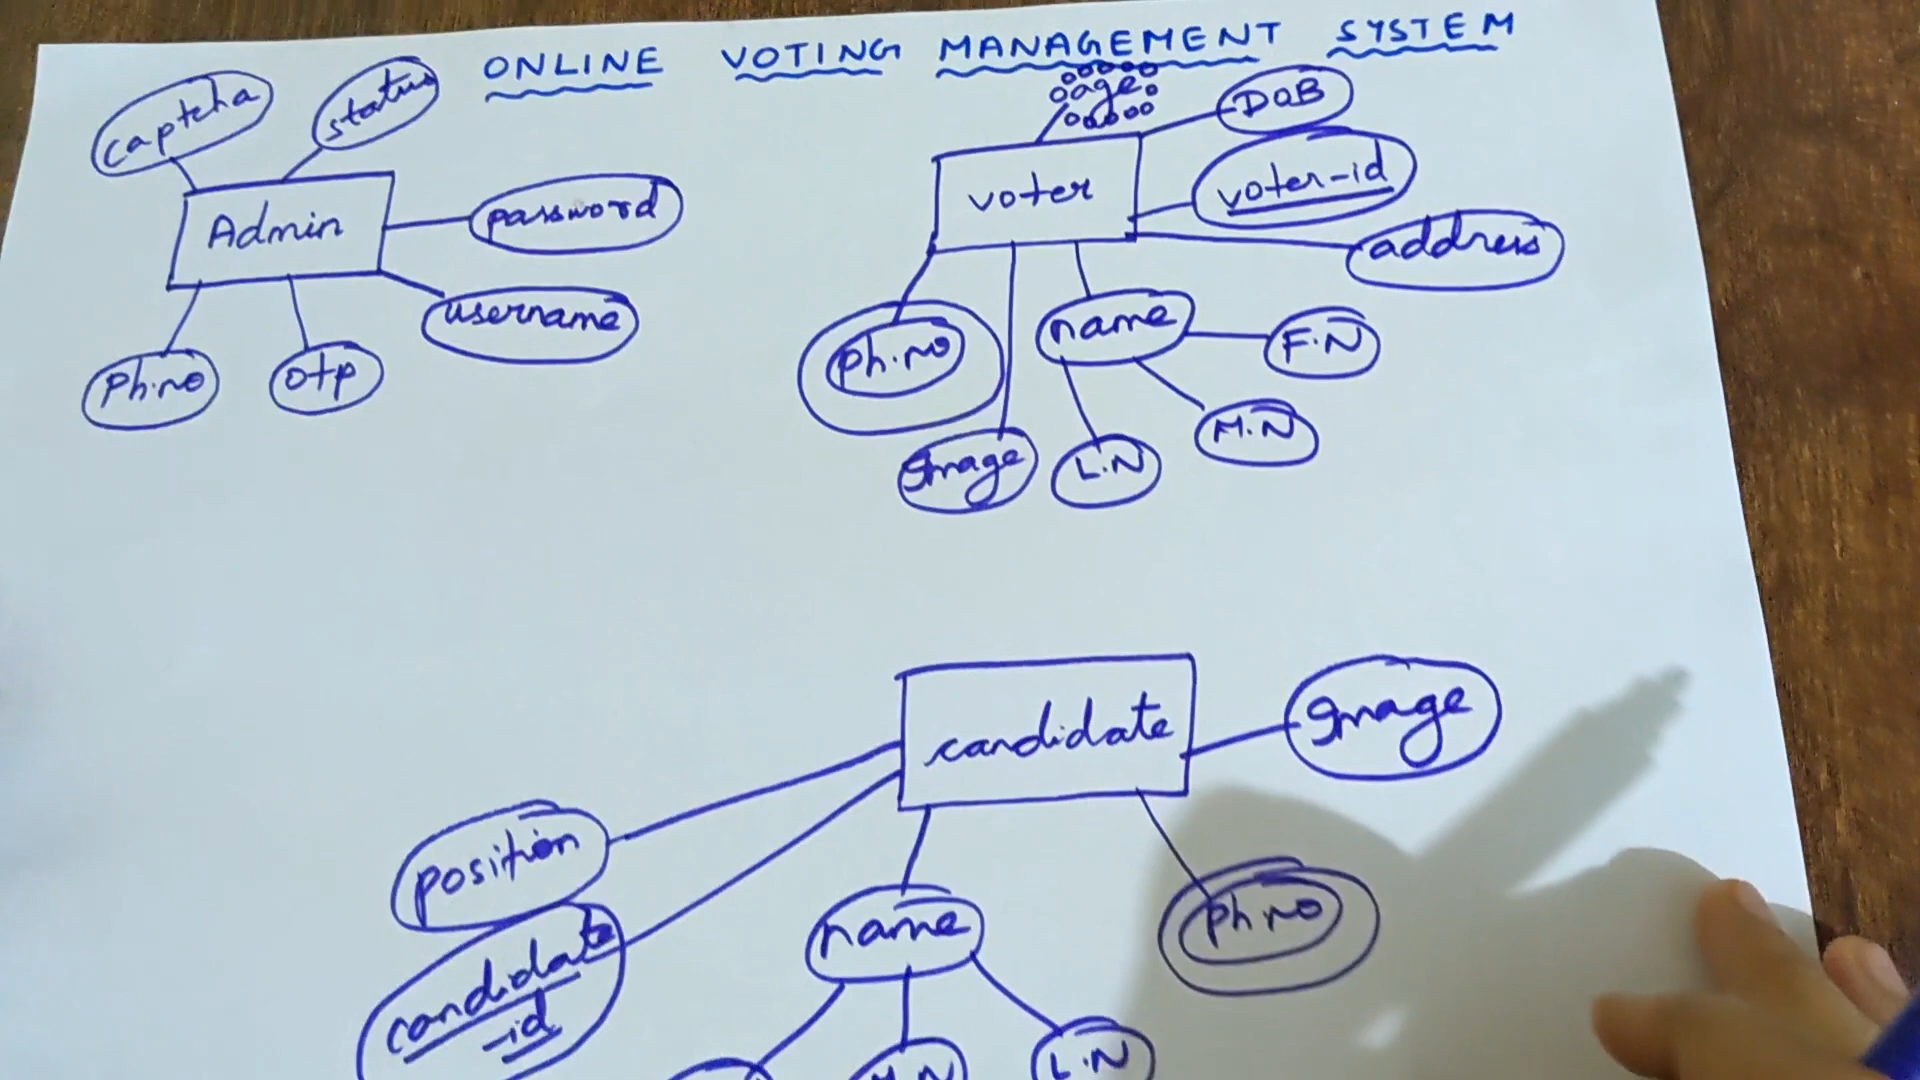 ONLINE VOTING MANAGEMENT SYSTEM
captcha
status
Admin
password
username
ph.no
otp
age
DOB
voter
voter-id
address
ph.no
name
F.N
M.N
L.N
Image
candidate
Image
position
candidate
-id
name
ph.no
M.N
L.N